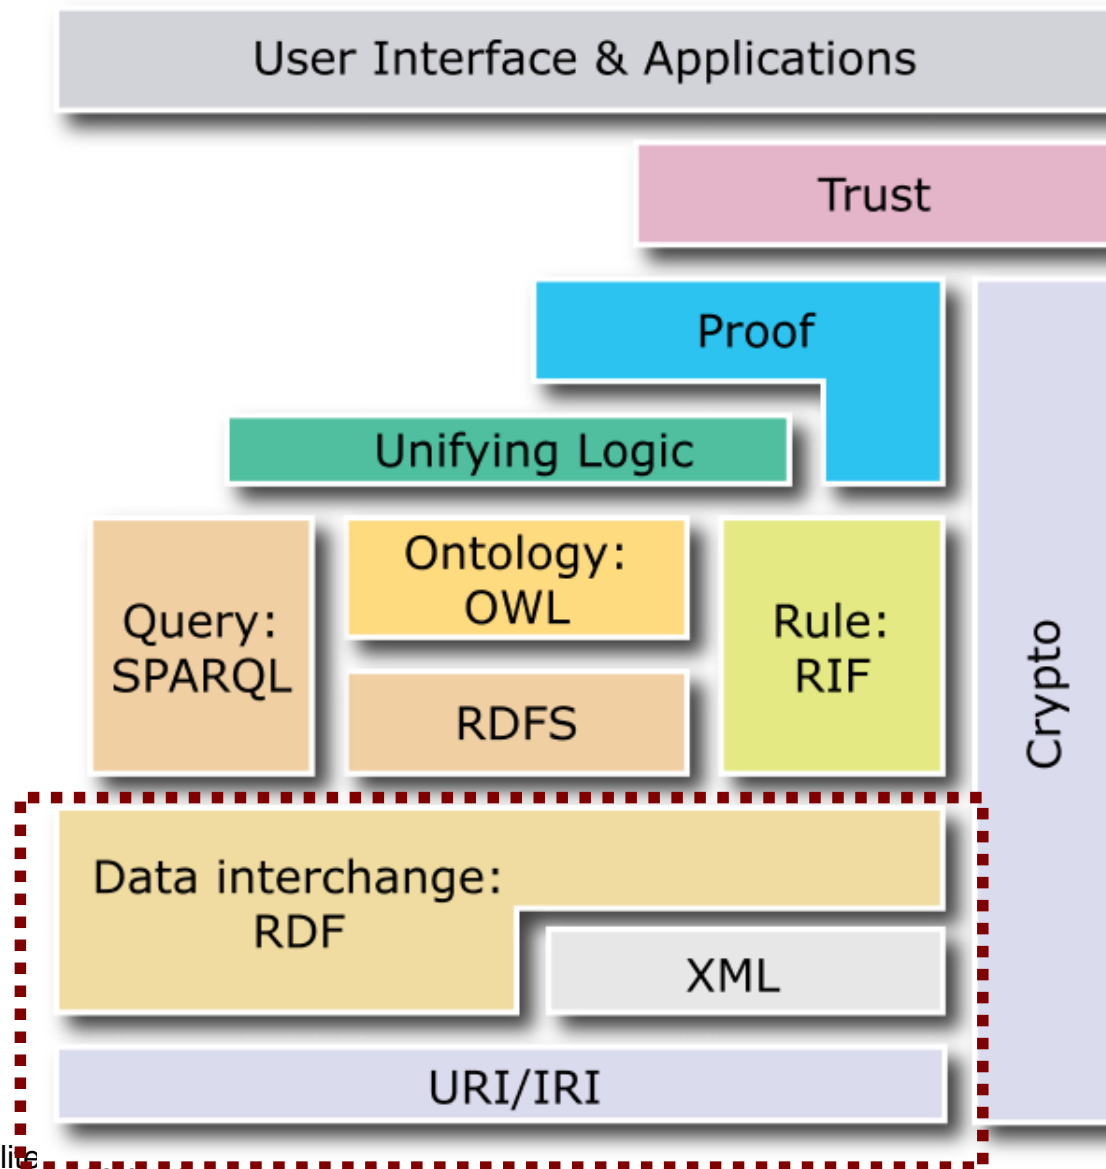 User Interface & Applications
Trust
Proof
Unifying Logic
Query:
SPARQL
Ontology:
OWL
RDFS
Rule:
RIF
Crypto
Data interchange:
RDF
XML
URI/IRI